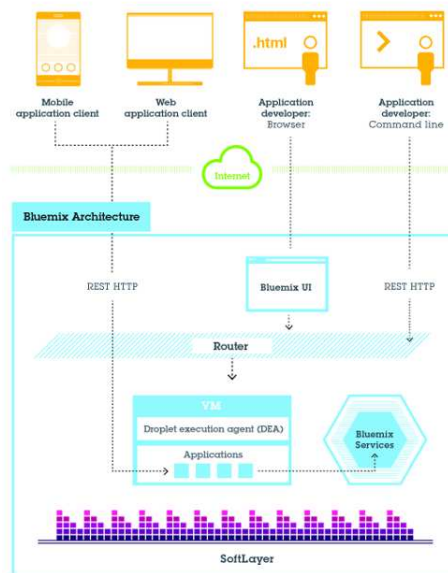 .html
Mobile
application client
Web
application client
Application
developer:
Browser
Application
developer:
Command line
Internet
Bluemix Architecture
REST HTTP
Bluemix UI
REST HTTP
Router
VM
Droplet execution agent (DEA)
Applications
Bluemix
Services
SoftLayer